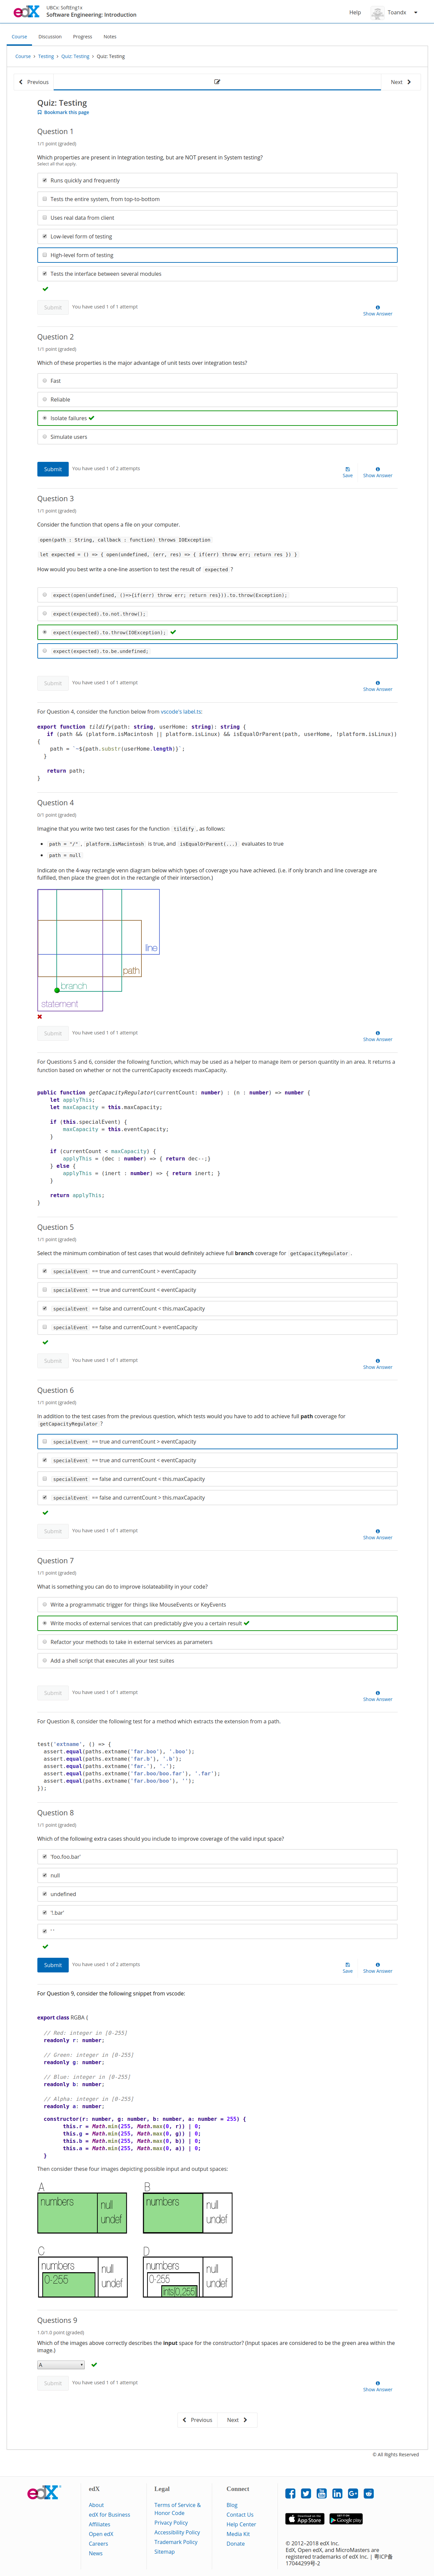 edX
UBCx: SoftEng1x
Software Engineering: Introduction
Help
Toandx
Course Discussion Progress Notes
Course > Testing > Quiz: Testing > Quiz: Testing
Previous
Next
Quiz: Testing
Bookmark this page
Question 1
1/1 point (graded)
Which properties are present in Integration testing, but are NOT present in System testing?
Select all that apply.
Runs quickly and frequently
Tests the entire system, from top-to-bottom
Uses real data from client
Low-level form of testing
High-level form of testing
Tests the interface between several modules
Submit You have used 1 of 1 attempt
Show Answer
Question 2
1/1 point (graded)
Which of these properties is the major advantage of unit tests over integration tests?
Fast
Reliable
Isolate failures
Simulate users
Submit You have used 1 of 2 attempts
Save Show Answer
Question 3
1/1 point (graded)
Consider the function that opens a file on your computer.
open(path : String, callback : function) throws IOException
let expected = () => { open(undefined, (err, res) => { if(err) throw err; return res }) }
How would you best write a one-line assertion to test the result of expected ?
expect(open(undefined, ()=>{if(err) throw err; return res})).to.throw(Exception);
expect(expected).to.not.throw();
expect(expected).to.throw(IOException);
expect(expected).to.be.undefined;
Submit You have used 1 of 1 attempt
Show Answer
For Question 4, consider the function below from vscode's label.ts:
export function tildify(path: string, userHome: string): string {
if (path && (platform.isMacintosh || platform.isLinux) && isEqualOrParent(path, userHome, !platform.isLinux))
{
path = `~${path.substr(userHome.length)}`;
}
return path;
}
Question 4
0/1 point (graded)
Imagine that you write two test cases for the function tildify , as follows:
• path = "/" , platform.isMacintosh is true, and isEqualOrParent(...) evaluates to true
• path = null
Indicate on the 4-way rectangle venn diagram below which types of coverage you have achieved. (i.e. if only branch and line coverage are
fulfilled, then place the green dot in the rectangle of their intersection.)
line
path
branch
statement
Submit You have used 1 of 1 attempt
Show Answer
For Questions 5 and 6, consider the following function, which may be used as a helper to manage item or person quantity in an area. It returns a
function based on whether or not the currentCapacity exceeds maxCapacity.
public function getCapacityRegulator(currentCount: number) : (n : number) => number {
let applyThis;
let maxCapacity = this.maxCapacity;
if (this.specialEvent) {
maxCapacity = this.eventCapacity;
}
if (currentCount < maxCapacity) {
applyThis = (dec : number) => { return dec--;}
} else {
applyThis = (inert : number) => { return inert; }
}
return applyThis;
}
Question 5
1/1 point (graded)
Select the minimum combination of test cases that would definitely achieve full branch coverage for getCapacityRegulator .
specialEvent == true and currentCount > eventCapacity
specialEvent == true and currentCount < eventCapacity
specialEvent == false and currentCount < this.maxCapacity
specialEvent == false and currentCount > eventCapacity
Submit You have used 1 of 1 attempt
Show Answer
Question 6
1/1 point (graded)
In addition to the test cases from the previous question, which tests would you have to add to achieve full path coverage for
getCapacityRegulator ?
specialEvent == true and currentCount > eventCapacity
specialEvent == true and currentCount < eventCapacity
specialEvent == false and currentCount < this.maxCapacity
specialEvent == false and currentCount > this.maxCapacity
Submit You have used 1 of 1 attempt
Show Answer
Question 7
1/1 point (graded)
What is something you can do to improve isolateability in your code?
Write a programmatic trigger for things like MouseEvents or KeyEvents
Write mocks of external services that can predictably give you a certain result
Refactor your methods to take in external services as parameters
Add a shell script that executes all your test suites
Submit You have used 1 of 1 attempt
Show Answer
For Question 8, consider the following test for a method which extracts the extension from a path.
test('extname', () => {
assert.equal(paths.extname('far.boo'), '.boo');
assert.equal(paths.extname('far.b'), '.b');
assert.equal(paths.extname('far.'), '.');
assert.equal(paths.extname('far.boo/boo.far'), '.far');
assert.equal(paths.extname('far.boo/boo'), '');
});
Question 8
1/1 point (graded)
Which of the following extra cases should you include to improve coverage of the valid input space?
'foo.foo.bar'
null
undefined
'!.bar'
' '
Submit You have used 1 of 2 attempts
Save Show Answer
For Question 9, consider the following snippet from vscode:
export class RGBA {
// Red: integer in [0-255]
readonly r: number;
// Green: integer in [0-255]
readonly g: number;
// Blue: integer in [0-255]
readonly b: number;
// Alpha: integer in [0-255]
readonly a: number;
constructor(r: number, g: number, b: number, a: number = 255) {
this.r = Math.min(255, Math.max(0, r)) | 0;
this.g = Math.min(255, Math.max(0, g)) | 0;
this.b = Math.min(255, Math.max(0, b)) | 0;
this.a = Math.min(255, Math.max(0, a)) | 0;
}
Then consider these four images depicting possible input and output spaces:
A B
numbers null undef
numbers null undef
C D
numbers 0-255 null undef
numbers 0-255 ints[0,255] null undef
Questions 9
1.0/1.0 point (graded)
Which of the images above correctly describes the input space for the constructor? (Input spaces are considered to be the green area within the
image.)
A
Submit You have used 1 of 1 attempt
Show Answer
Previous Next
© All Rights Reserved
edX
edX
About
edX for Business
Affiliates
Open edX
Careers
News
Legal
Terms of Service &
Honor Code
Privacy Policy
Accessibility Policy
Trademark Policy
Sitemap
Connect
Blog
Contact Us
Help Center
Media Kit
Donate
Download on the App Store
GET IT ON Google play
© 2012–2018 edX Inc.
EdX, Open edX, and MicroMasters are
registered trademarks of edX Inc. | 粤ICP备
17044299号-2